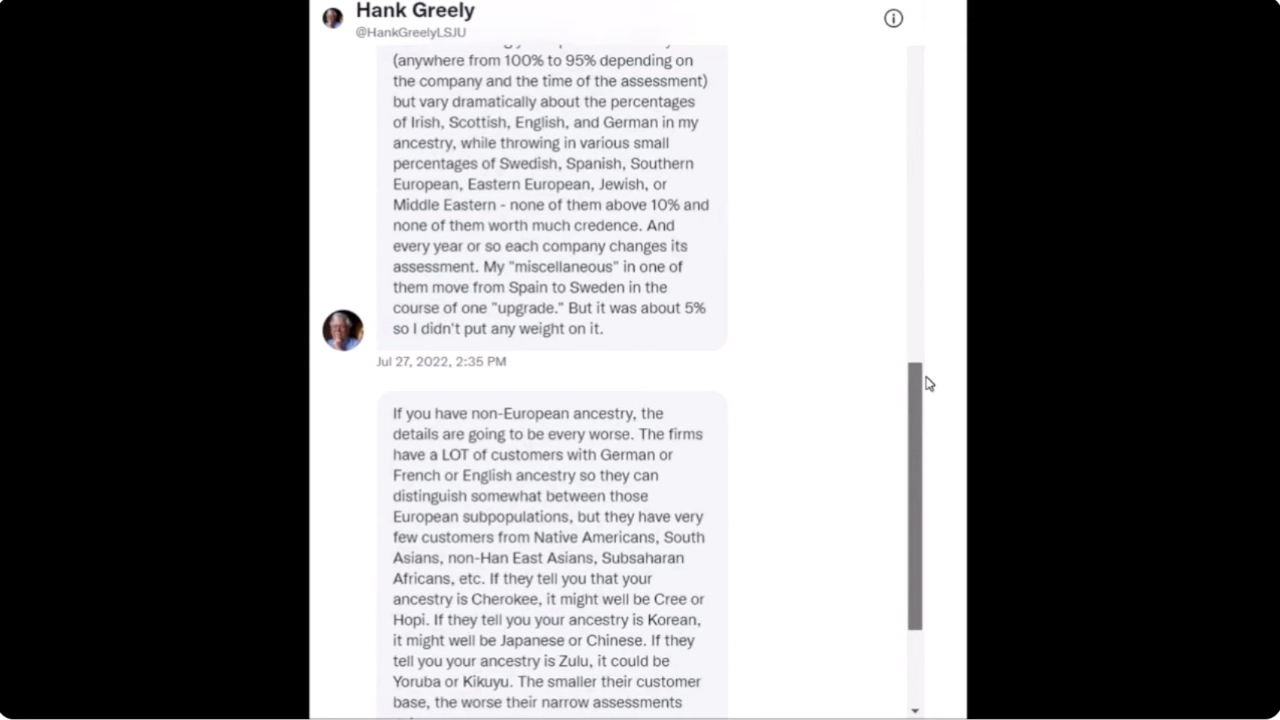 Hank Greely
@HankGreelyLSJU
(anywhere from 100% to 95% depending on
the company and the time of the assessment)
but vary dramatically about the percentages
of Irish, Scottish, English, and German in my
ancestry, while throwing in various small
percentages of Swedish, Spanish, Southern
European, Eastern European, Jewish, or
Middle Eastern - none of them above 10% and
none of them worth much credence. And
every year or so each company changes its
assessment. My "miscellaneous" in one of
them move from Spain to Sweden in the
course of one "upgrade." But it was about 5%
so I didn't put any weight on it.
Jul 27, 2022, 2:35 PM
If you have non-European ancestry, the
details are going to be every worse. The firms
have a LOT of customers with German or
French or English ancestry so they can
distinguish somewhat between those
European subpopulations, but they have very
few customers from Native Americans, South
Asians, non-Han East Asians, Subsaharan
Africans, etc. If they tell you that your
ancestry is Cherokee, it might well be Cree or
Hopi. If they tell you your ancestry is Korean,
it might well be Japanese or Chinese. If they
tell you your ancestry is Zulu, it could be
Yoruba or Kikuyu. The smaller their customer
base, the worse their narrow assessments